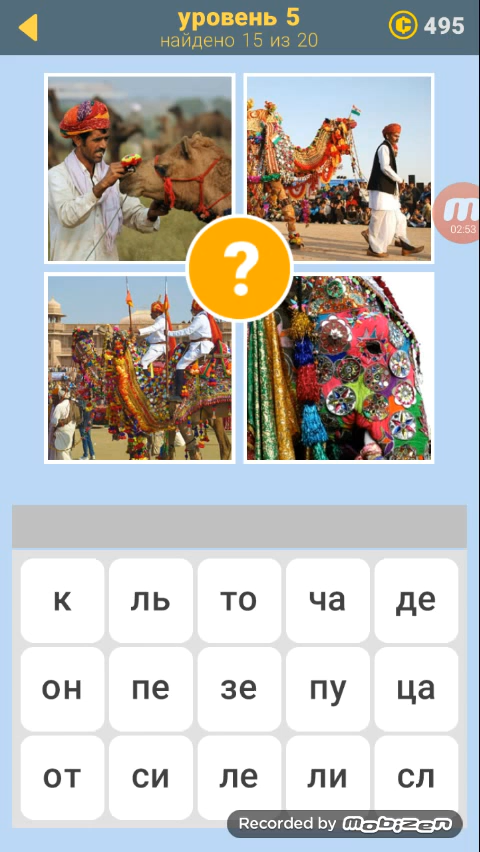 уровень 5
найдено 15 из 20
495
02:53
?
к ль то ча де
он пе зе пу ца
от си ле ли сл
Recorded by mobizen